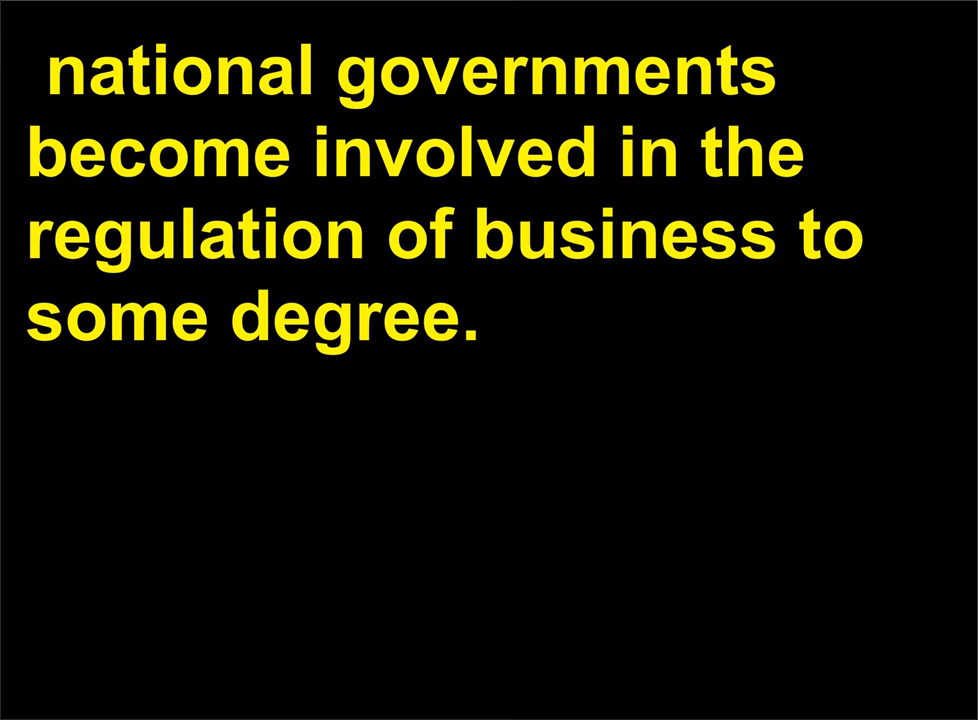 national governments
become involved in the
regulation of business to
some degree.